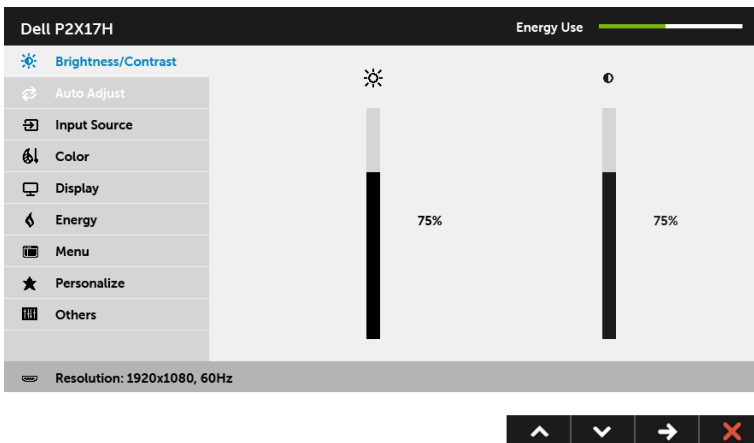 Dell P2X17H
Energy Use
Brightness/Contrast
Auto Adjust
Input Source
Color
Display
Energy
Menu
Personalize
Others
75%
75%
Resolution: 1920x1080, 60Hz